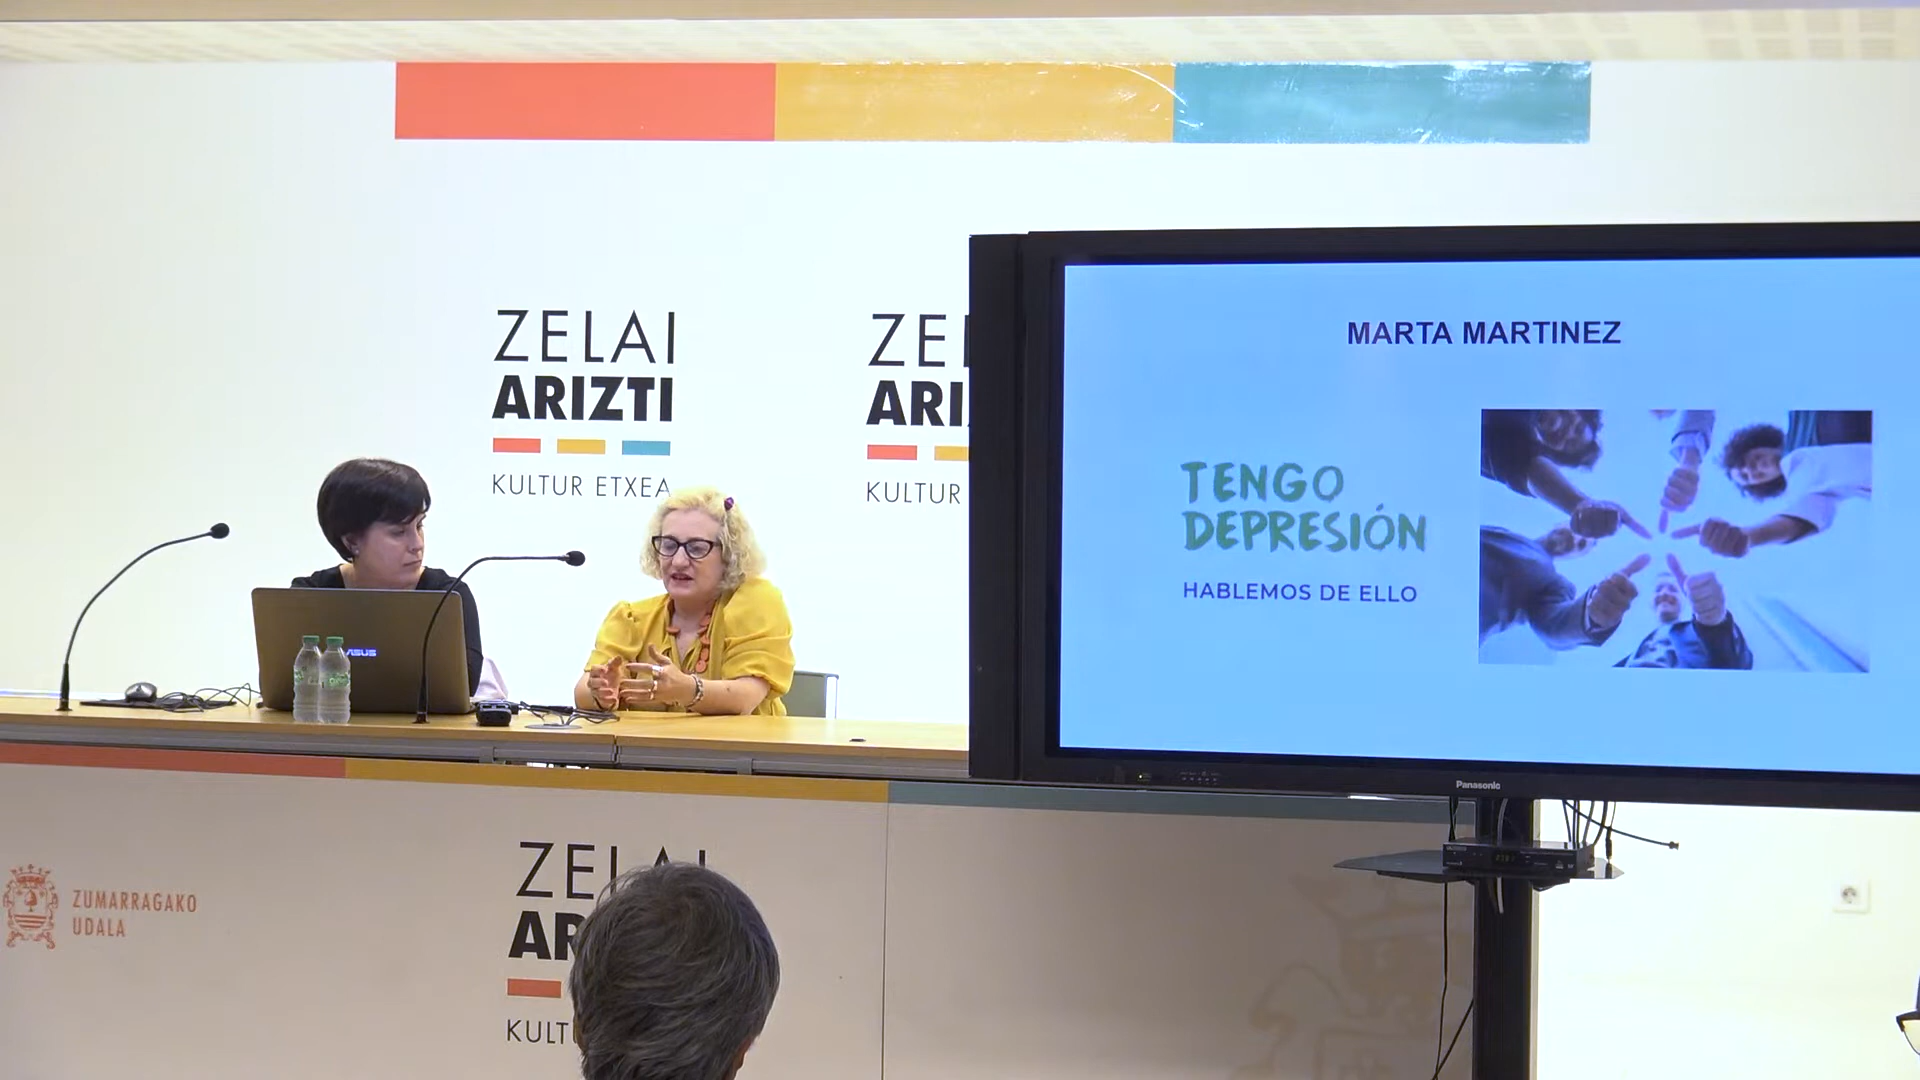 ZELAI
ARIZTI
KULTUR ETXEA
ZE
ARI
KULTUR
MARTA MARTINEZ
TENGO
DEPRESIÓN
HABLEMOS DE ELLO
ASUS
Panasonic
ZUMARRAGAKO
UDALA
ZELAI
AR
KULT